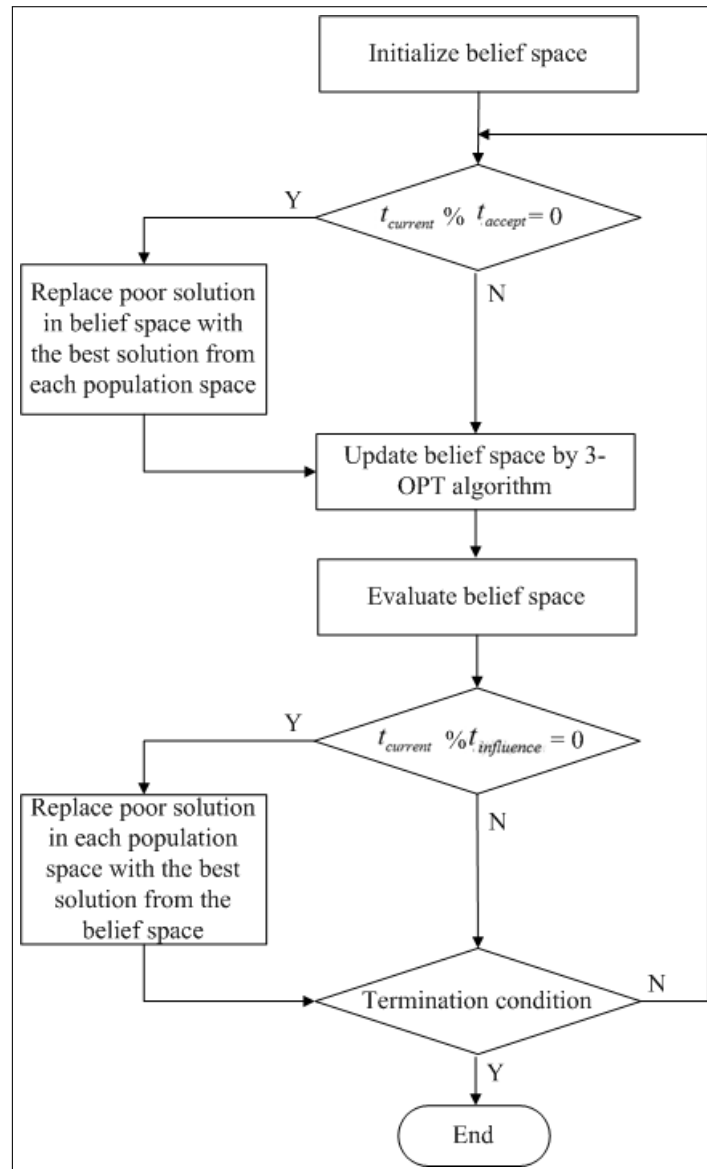 Initialize belief space
Y
t_current % t_accept = 0
N
Replace poor solution
in belief space with
the best solution from
each population space
Update belief space by 3-
OPT algorithm
Evaluate belief space
Y
t_current % t_influence = 0
N
Replace poor solution
in each population
space with the best
solution from the
belief space
Termination condition
N
Y
End